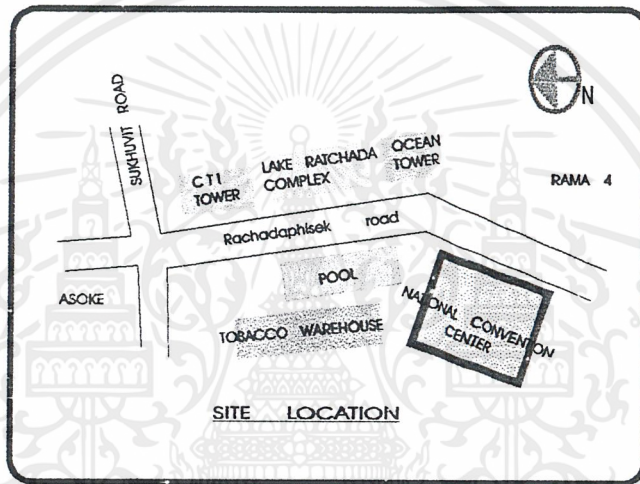 N
SUKHUVIT ROAD
CTI
TOWER
LAKE RATCHADA
COMPLEX
OCEAN
TOWER
RAMA 4
Rachadaphisek road
ASOKE
POOL
TOBACCO WAREHOUSE
NATIONAL CONVENTION
CENTER
SITE LOCATION